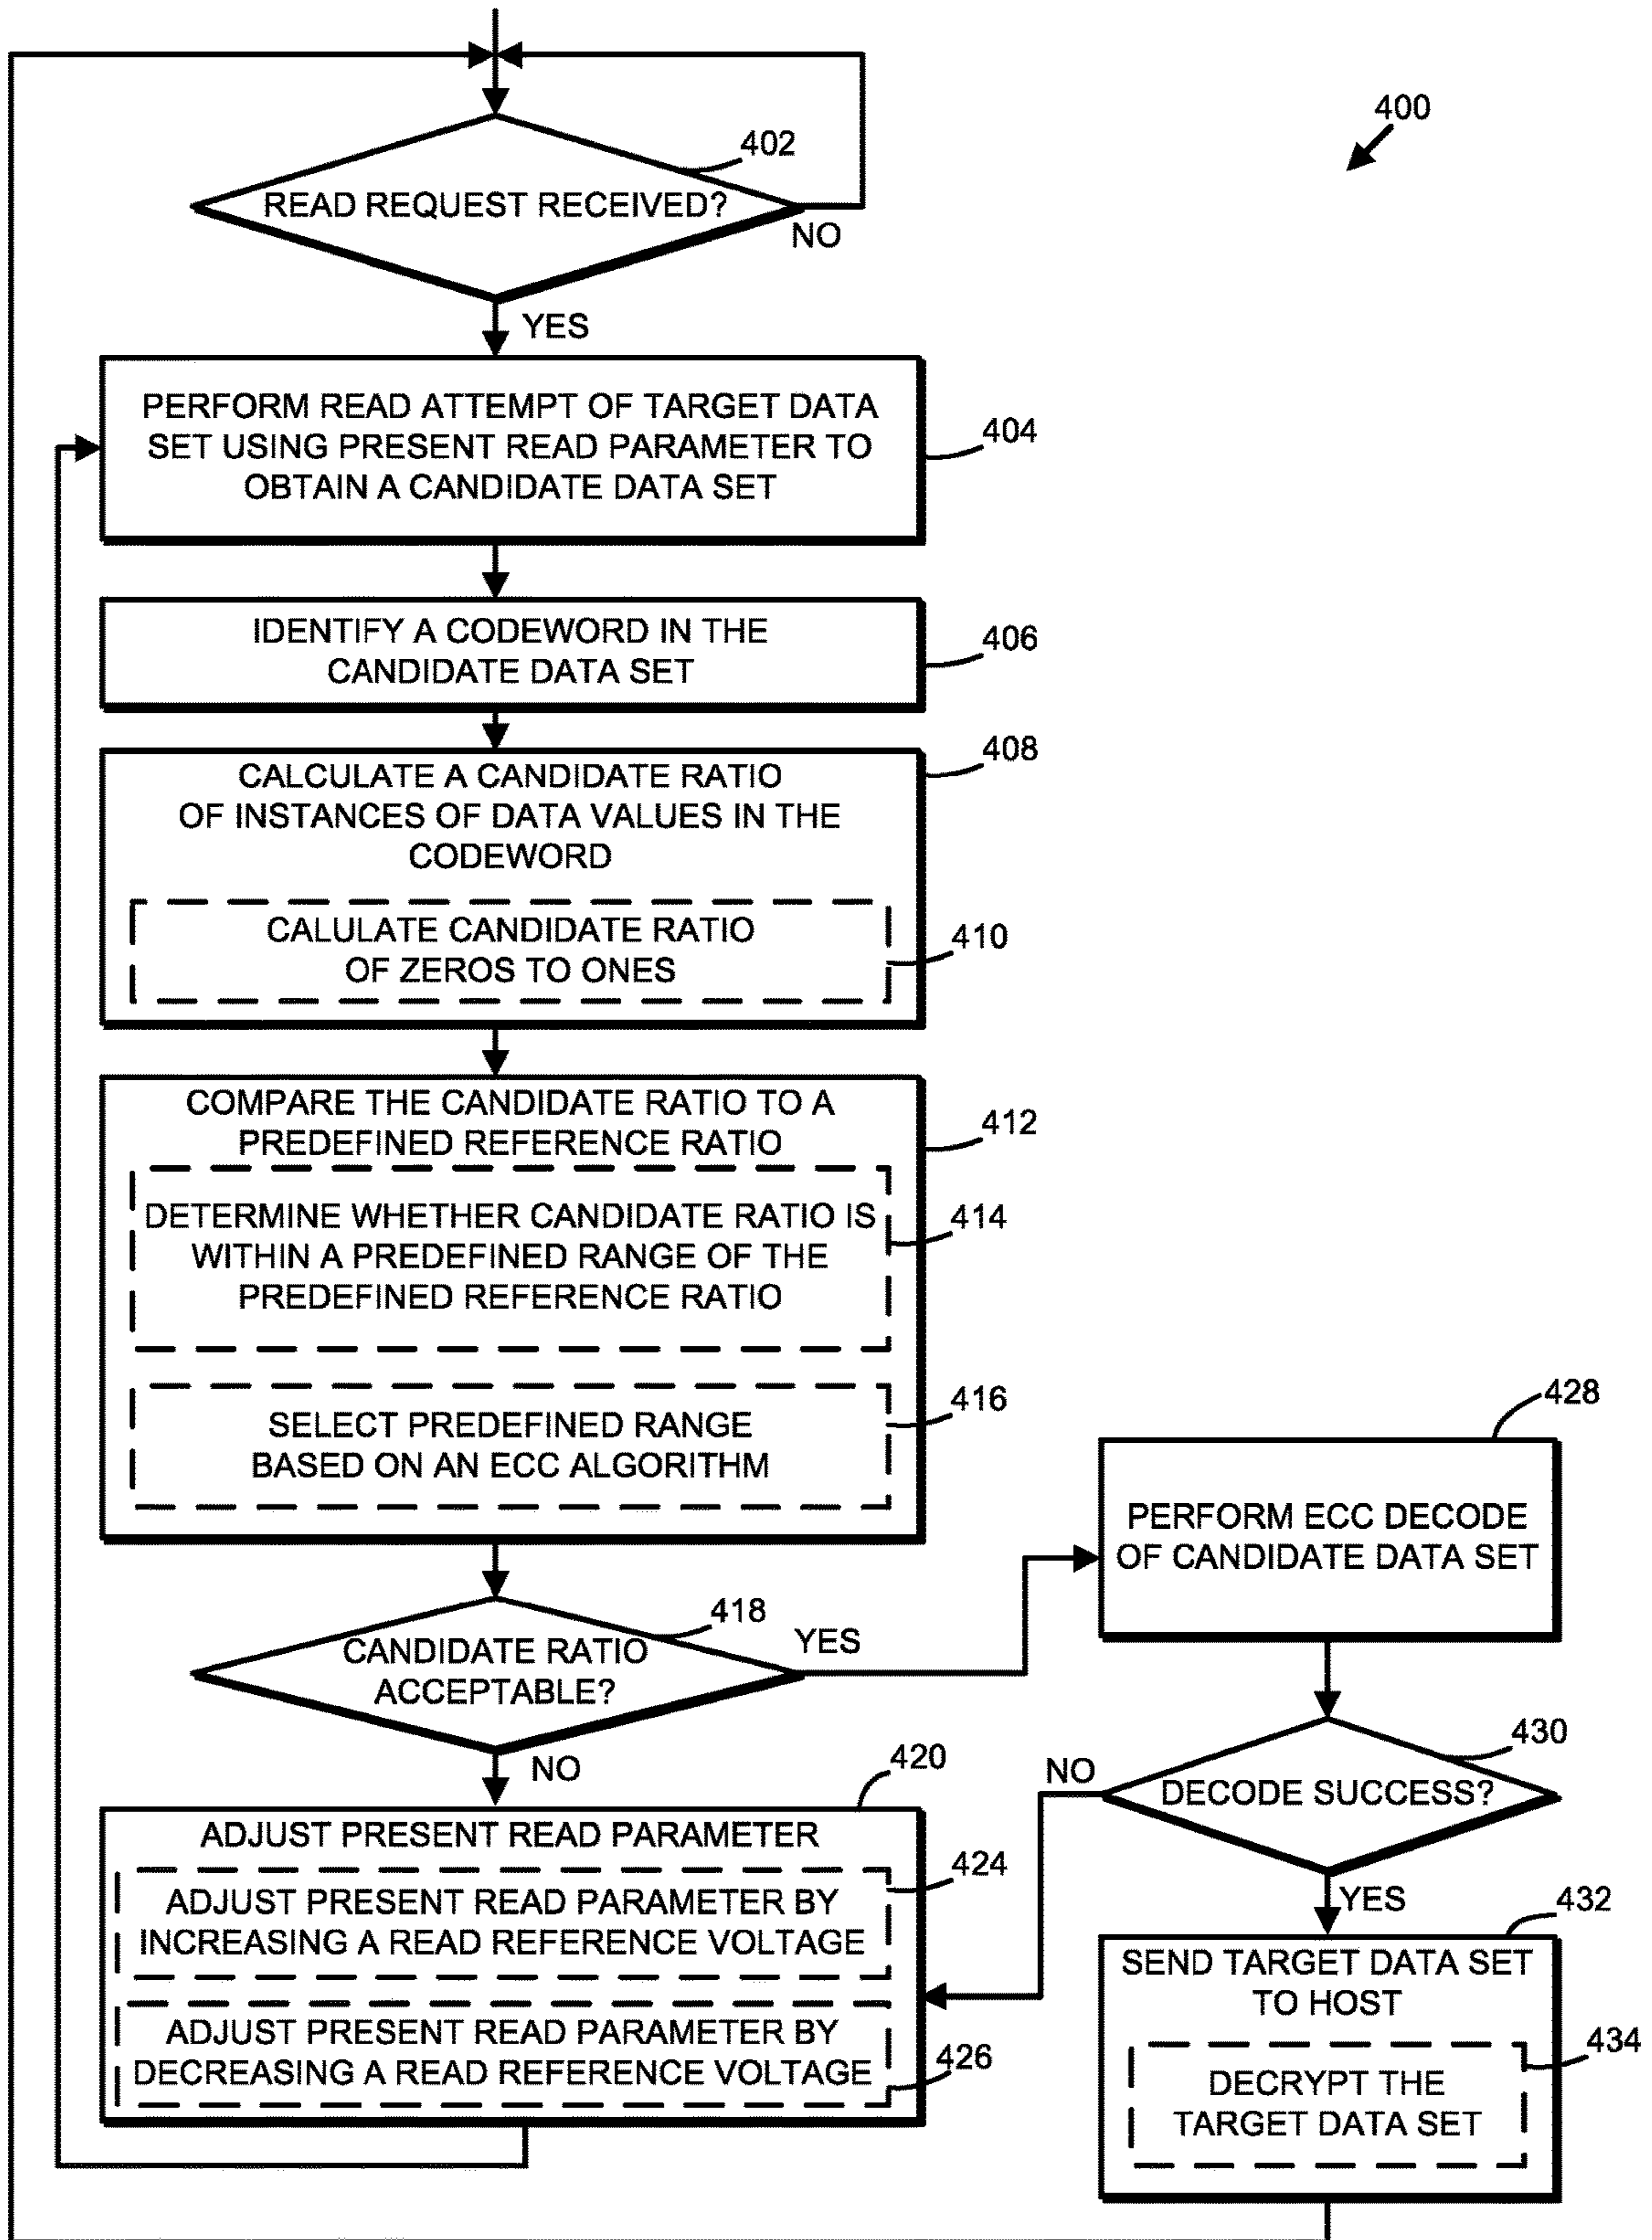 400
402
READ REQUEST RECEIVED?
NO
YES
PERFORM READ ATTEMPT OF TARGET DATA
SET USING PRESENT READ PARAMETER TO
OBTAIN A CANDIDATE DATA SET
404
IDENTIFY A CODEWORD IN THE
CANDIDATE DATA SET
406
408
CALCULATE A CANDIDATE RATIO
OF INSTANCES OF DATA VALUES IN THE
CODEWORD
CALULATE CANDIDATE RATIO
OF ZEROS TO ONES
410
COMPARE THE CANDIDATE RATIO TO A
PREDEFINED REFERENCE RATIO
412
DETERMINE WHETHER CANDIDATE RATIO IS
WITHIN A PREDEFINED RANGE OF THE
PREDEFINED REFERENCE RATIO
414
SELECT PREDEFINED RANGE
BASED ON AN ECC ALGORITHM
416
418
CANDIDATE RATIO
ACCEPTABLE?
YES
NO
420
ADJUST PRESENT READ PARAMETER
424
ADJUST PRESENT READ PARAMETER BY
INCREASING A READ REFERENCE VOLTAGE
ADJUST PRESENT READ PARAMETER BY
DECREASING A READ REFERENCE VOLTAGE
426
428
PERFORM ECC DECODE
OF CANDIDATE DATA SET
430
DECODE SUCCESS?
NO
YES
432
SEND TARGET DATA SET
TO HOST
434
DECRYPT THE
TARGET DATA SET